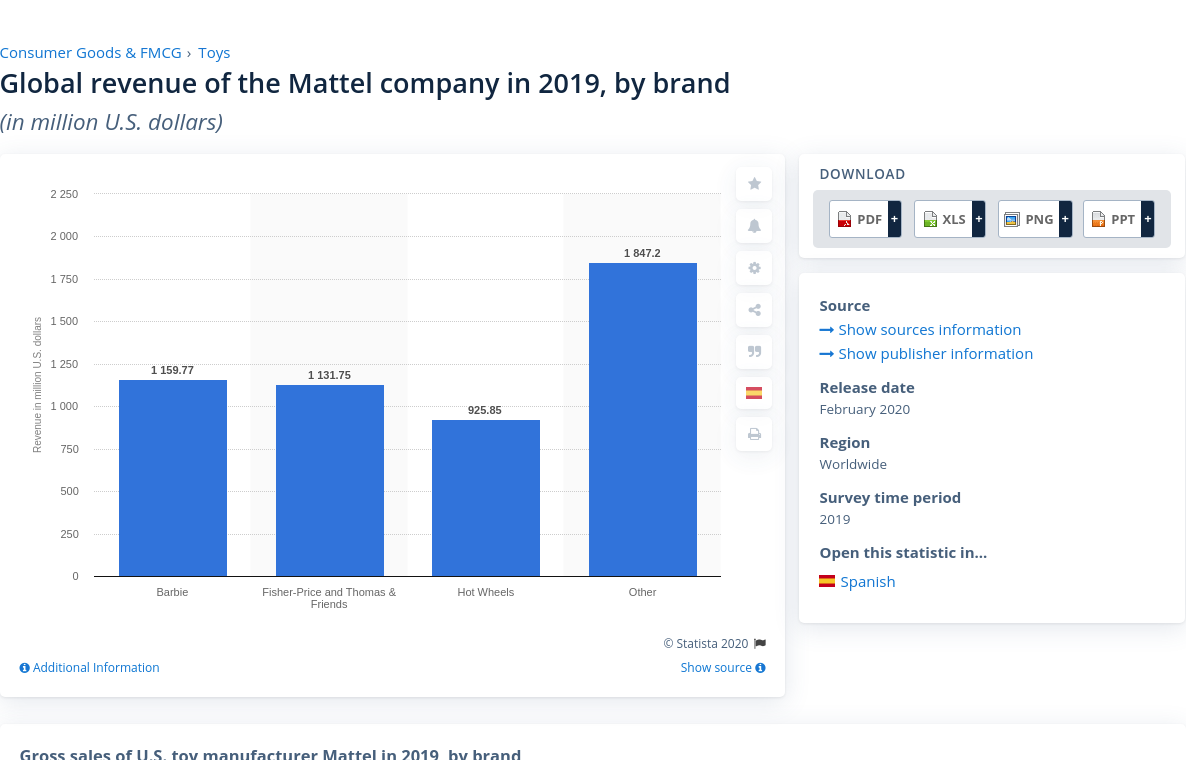 Consumer Goods & FMCG › Toys
Global revenue of the Mattel company in 2019, by brand
(in million U.S. dollars)
Revenue in million U.S. dollars
2 250
2 000
1 750
1 500
1 250
1 000
750
500
250
0
1 159.77
1 131.75
925.85
1 847.2
Barbie
Fisher-Price and Thomas &
Friends
Hot Wheels
Other
© Statista 2020
Additional Information
Show source
DOWNLOAD
PDF + XLS + PNG + PPT +
Source
Show sources information
Show publisher information
Release date
February 2020
Region
Worldwide
Survey time period
2019
Open this statistic in...
Spanish
Gross sales of U.S. toy manufacturer Mattel in 2019, by brand